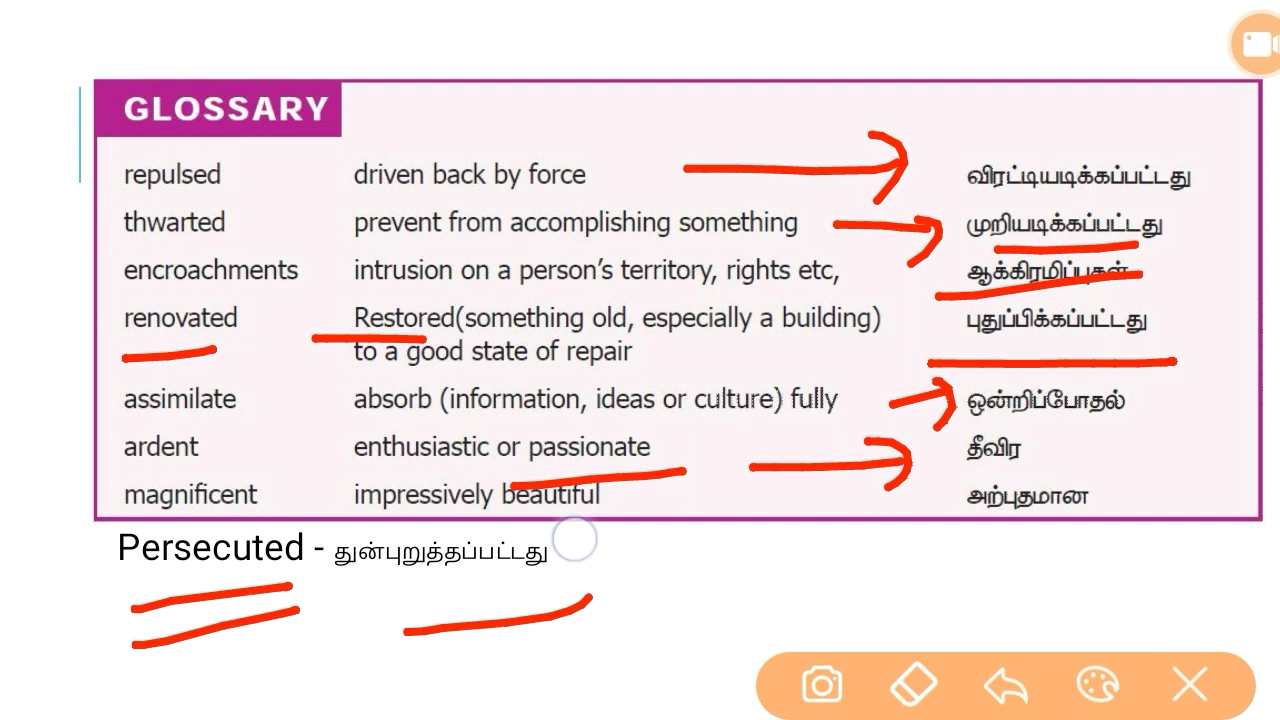 GLOSSARY
repulsed driven back by force விரட்டியடிக்கப்பட்டது
thwarted prevent from accomplishing something முறியடிக்கப்பட்டது
encroachments intrusion on a person's territory, rights etc, ஆக்கிரமிப்புகள்
renovated Restored(something old, especially a building) புதுப்பிக்கப்பட்டது
to a good state of repair
assimilate absorb (information, ideas or culture) fully ஒன்றிப்போதல்
ardent enthusiastic or passionate தீவிர
magnificent impressively beautiful அற்புதமான
Persecuted - துன்புறுத்தப்பட்டது